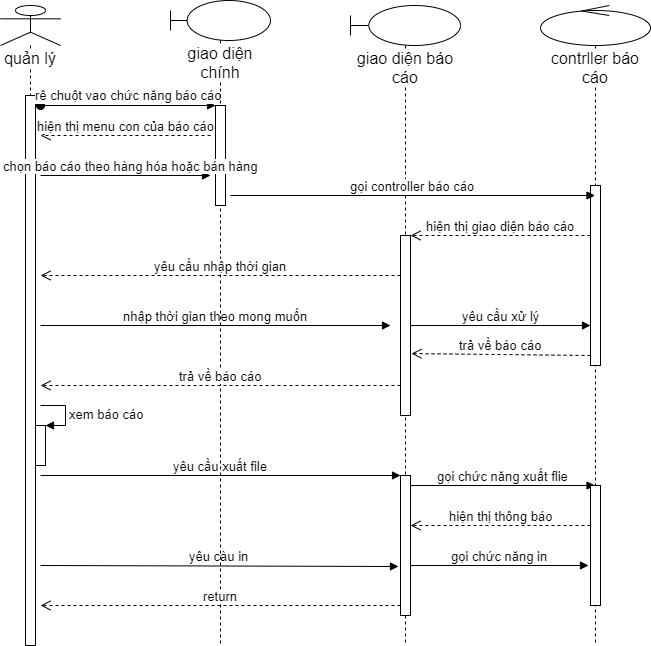 quản lý
giao diện
chính
giao diện báo
cáo
contrller báo
cáo
rê chuột vao chức năng báo cáo
hiện thị menu con của báo cáo
chọn báo cáo theo hàng hóa hoặc bán hàng
gọi controller báo cáo
hiện thị giao diện báo cáo
yêu cầu nhập thời gian
nhập thời gian theo mong muốn
yêu cầu xử lý
trả về báo cáo
trả về báo cáo
xem báo cáo
yêu cầu xuất file
gọi chức năng xuất flie
hiện thị thông báo
yêu cầu in
gọi chức năng in
return